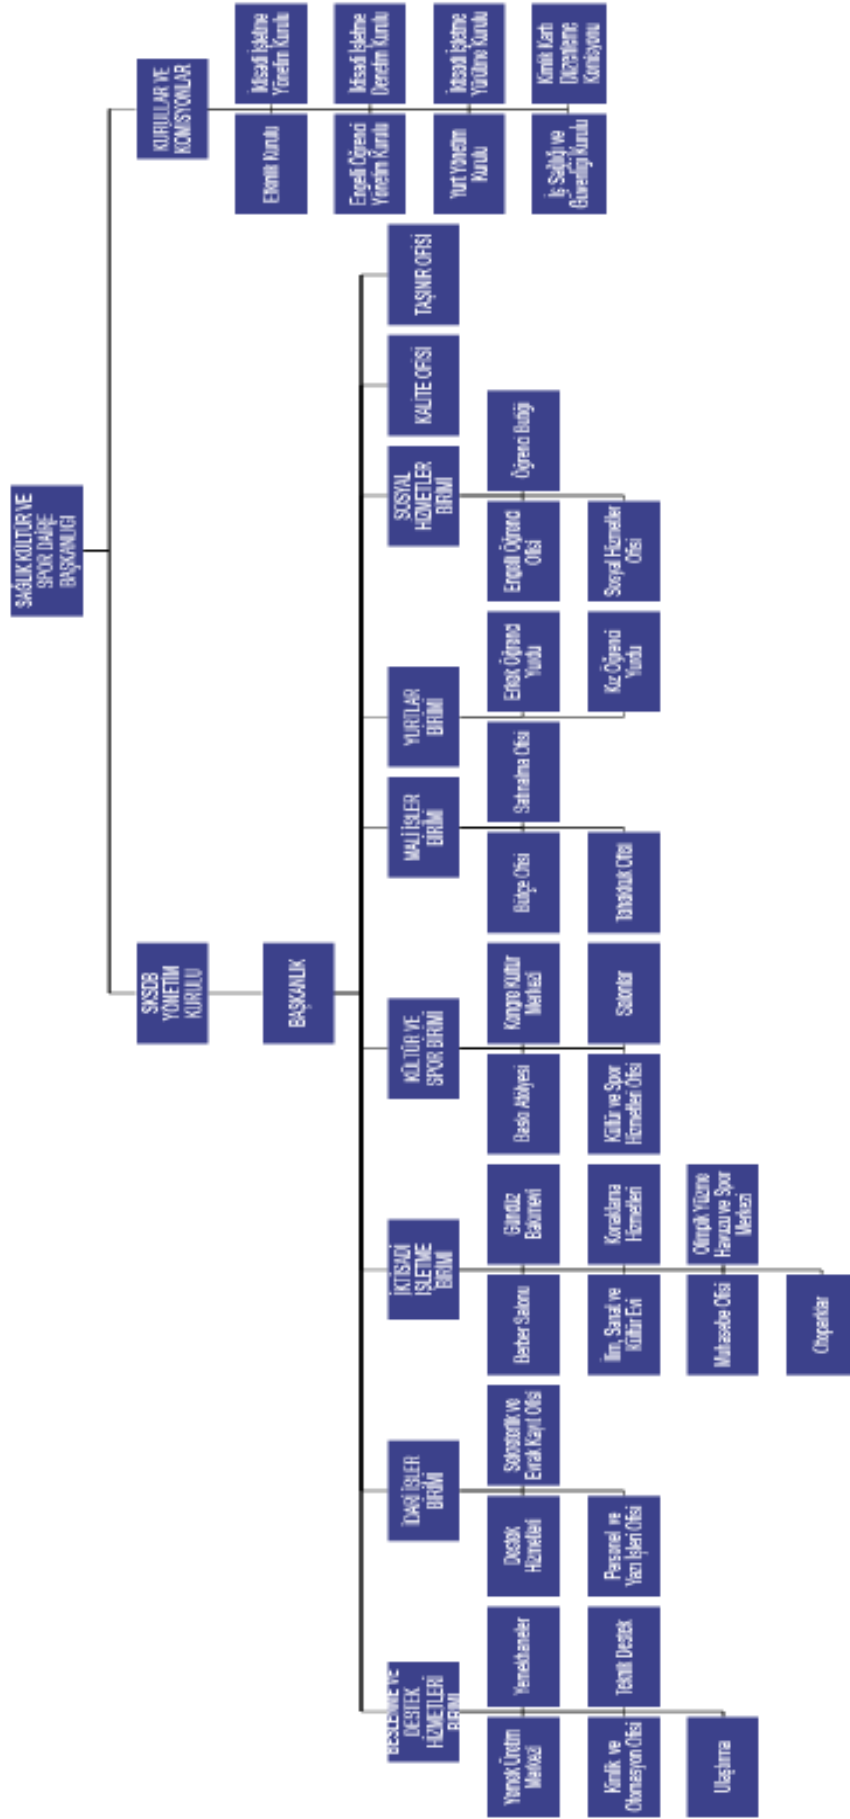 SAĞLIK KÜLTÜR VE
SPOR DAİRE
BAŞKANLIĞI
SKSDB
YÖNETİM
KURULU
KURULLAR VE
KOMİSYONLAR
BAŞKANLIK
Etkinlik Kurulu
İktisadi İşletme
Yönetim Kurulu
Engelli Öğrenci
Yönetim Kurulu
İktisadi İşletme
Denetim Kurulu
Yurt Yönetim
Kurulu
İktisadi İşletme
Yürütme Kurulu
İş Sağlığı ve
Güvenliği Kurulu
Kimlik Kartı
Düzenleme
Komisyonu
BESLENME VE
DESTEK
HİZMETLERİ
BİRİMİ
İDARİ İŞLER
BİRİMİ
İKTİSADİ
İŞLETME
BİRİMİ
KÜLTÜR VE
SPOR BİRİMİ
MALİ İŞLER
BİRİMİ
YURTLAR
BİRİMİ
SOSYAL
HİZMETLER
BİRİMİ
KALİTE OFİSİ
TAŞINIR OFİSİ
Yemek Üretim
Merkezi
Yemekhaneler
Kimlik ve
Otomasyon Ofisi
Teknik Destek
Ulaştırma
Destek
Hizmetleri
Sekreterlik ve
Evrak Kayıt Ofisi
Personel ve
Yazı İşleri Ofisi
Berber Salonu
Gündüz
Bakımevi
İlim, Sanat ve
Kültür Evi
Konaklama
Hizmetleri
Muhasebe Ofisi
Olimpik Yüzme
Havuzu ve Spor
Merkezi
Otoparklar
Baskı Atölyesi
Kongre Kültür
Merkezi
Kültür ve Spor
Hizmetleri Ofisi
Salonlar
Bütçe Ofisi
Satınalma Ofisi
Tahakkuk Ofisi
Erkek Öğrenci
Yurdu
Kız Öğrenci
Yurdu
Engelli Öğrenci
Ofisi
Öğrenci Butiği
Sosyal Hizmetler
Ofisi